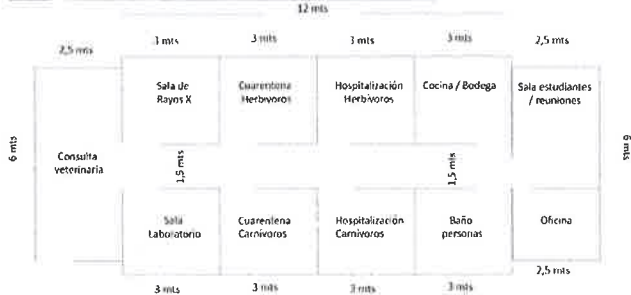 12 mts
3 mts
3 mts
3 mts
3 mts
2,5 mts
2,5 mts
Sala de
Rayos X
Cuarentena
Herbívoros
Hospitalización
Herbívoros
Cocina / Bodega
Sala estudiantes
/ reuniones
6 mts
Consulta
veterinaria
1,5 mts
1,5 mts
6 mts
Sala
Laboratorio
Cuarentena
Carnívoros
Hospitalización
Carnívoros
Baño
personas
Oficina
2,5 mts
3 mts
3 mts
3 mts
3 mts